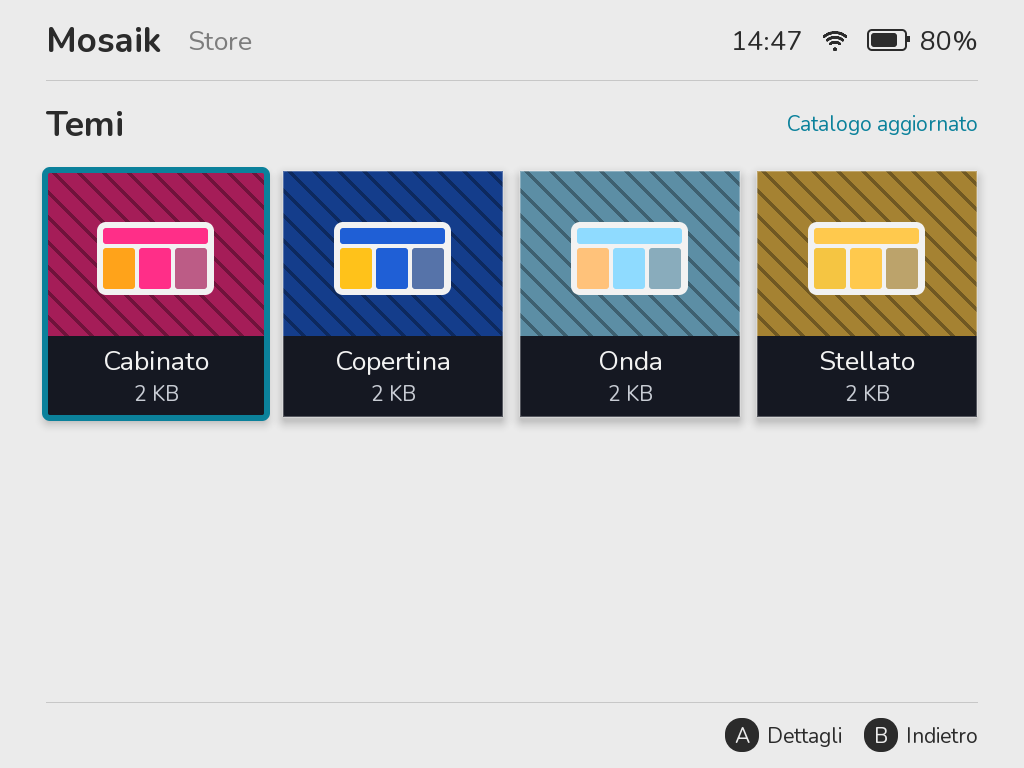 Mosaik Store 14:47 80%
Temi Catalogo aggiornato
Cabinato Copertina Onda Stellato
2 KB 2 KB 2 KB 2 KB
A Dettagli B Indietro